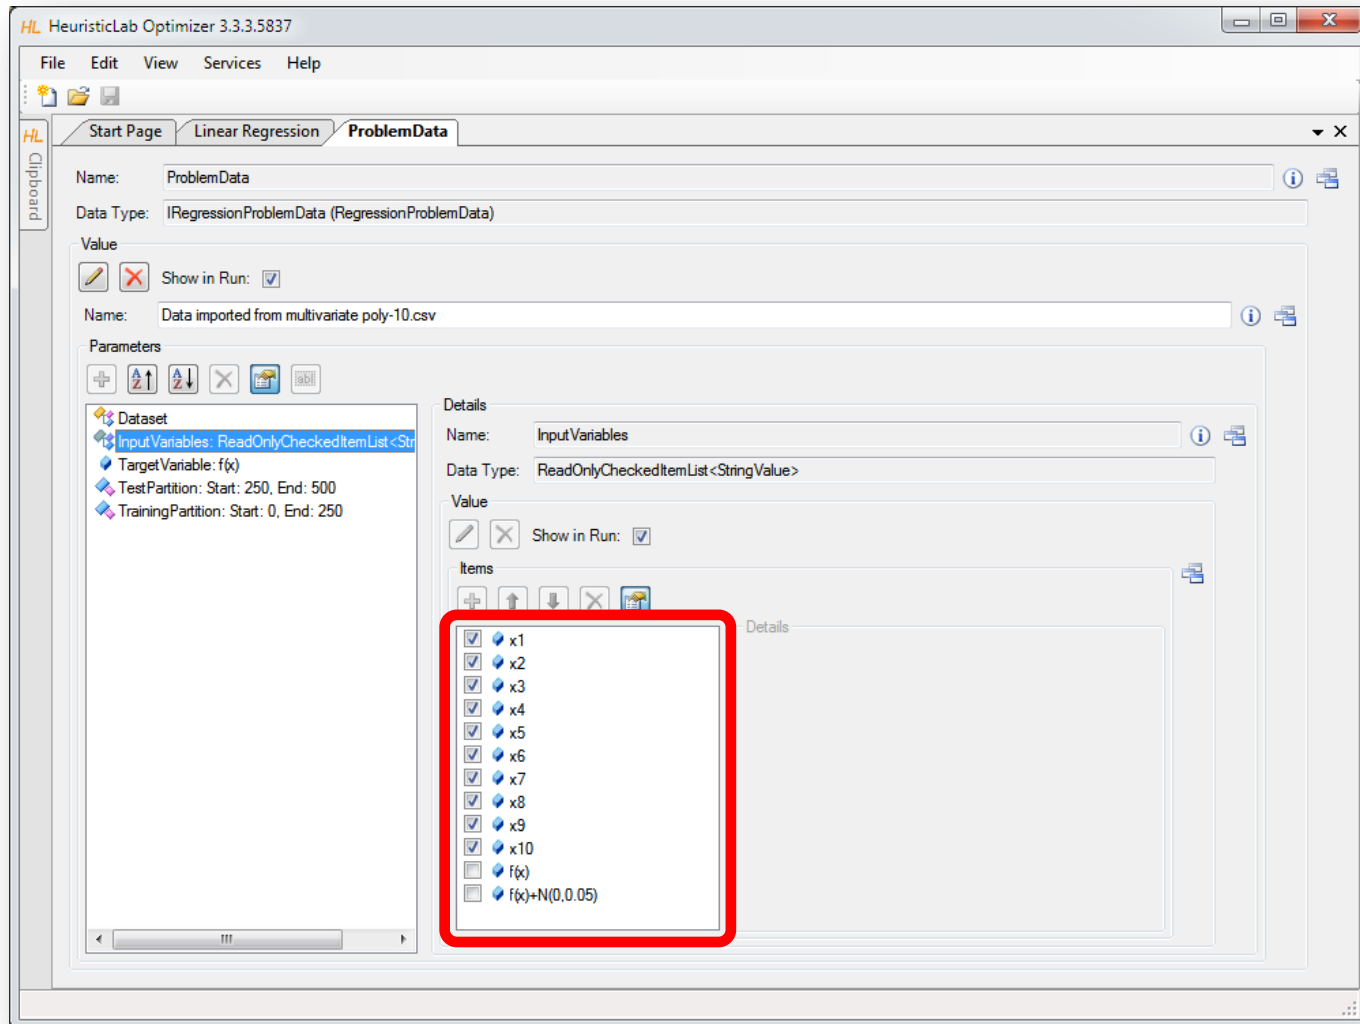 HL HeuristicLab Optimizer 3.3.3.5837
File Edit View Services Help
HL Clipboard
Start Page Linear Regression ProblemData
Name: ProblemData
Data Type: IRegressionProblemData (RegressionProblemData)
Value
Show in Run:
Name: Data imported from multivariate poly-10.csv
Parameters
Dataset
InputVariables: ReadOnlyCheckedItemList<Str
TargetVariable: f(x)
TestPartition: Start: 250, End: 500
TrainingPartition: Start: 0, End: 250
Details
Name: InputVariables
Data Type: ReadOnlyCheckedItemList<StringValue>
Value
Show in Run:
Items
Details
x1
x2
x3
x4
x5
x6
x7
x8
x9
x10
f(x)
f(x)+N(0,0.05)